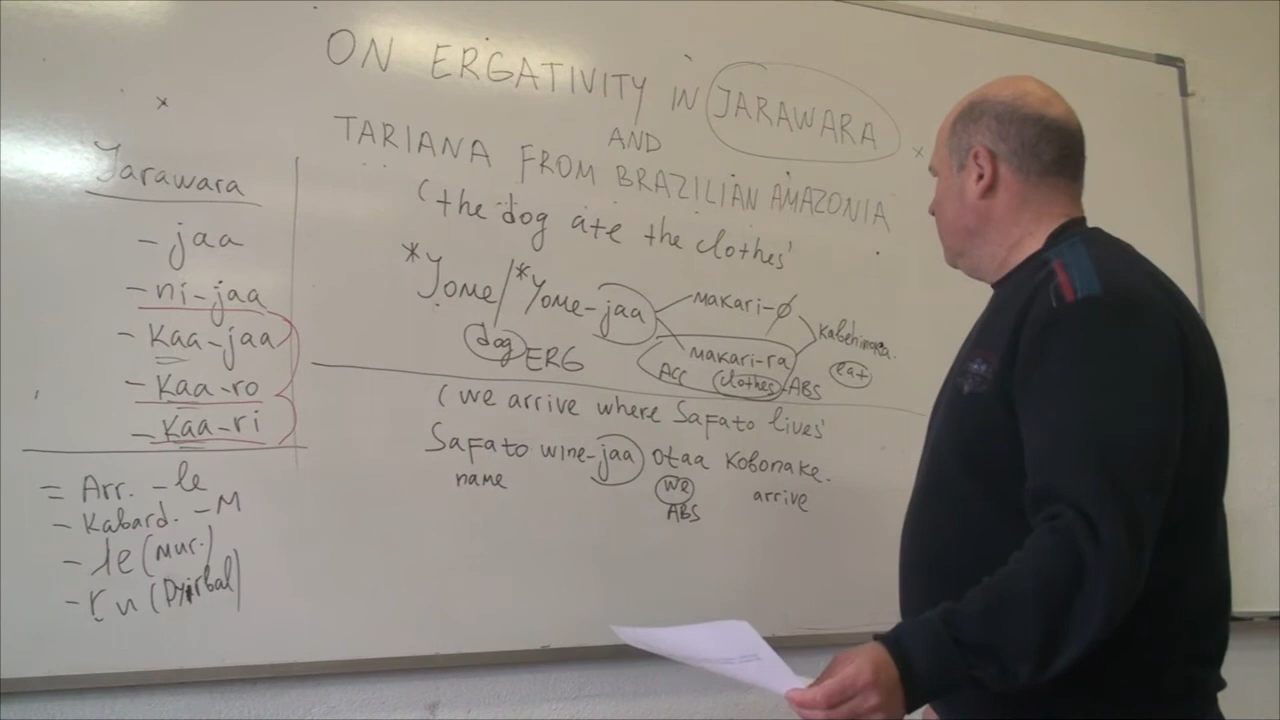 ON ERGATIVITY IN JARAWARA
AND
TARIANA FROM BRAZILIAN AMAZONIA
(the dog ate the clothes'
*Yome/*Yome-jaa makari-∅
dog ERG makari-ra kabehimaka.
ACC clothes-ABS eat
(we arrive where Safato lives'
Safato wine-jaa otaa kobonake.
name we arrive
ABS
Jarawara
-jaa
-ni-jaa
-kaa-jaa
-kaa-ro
-kaa-ri
= Arr. -le
- Kabard. -M
- le (Mur.)
(Dyirbal)